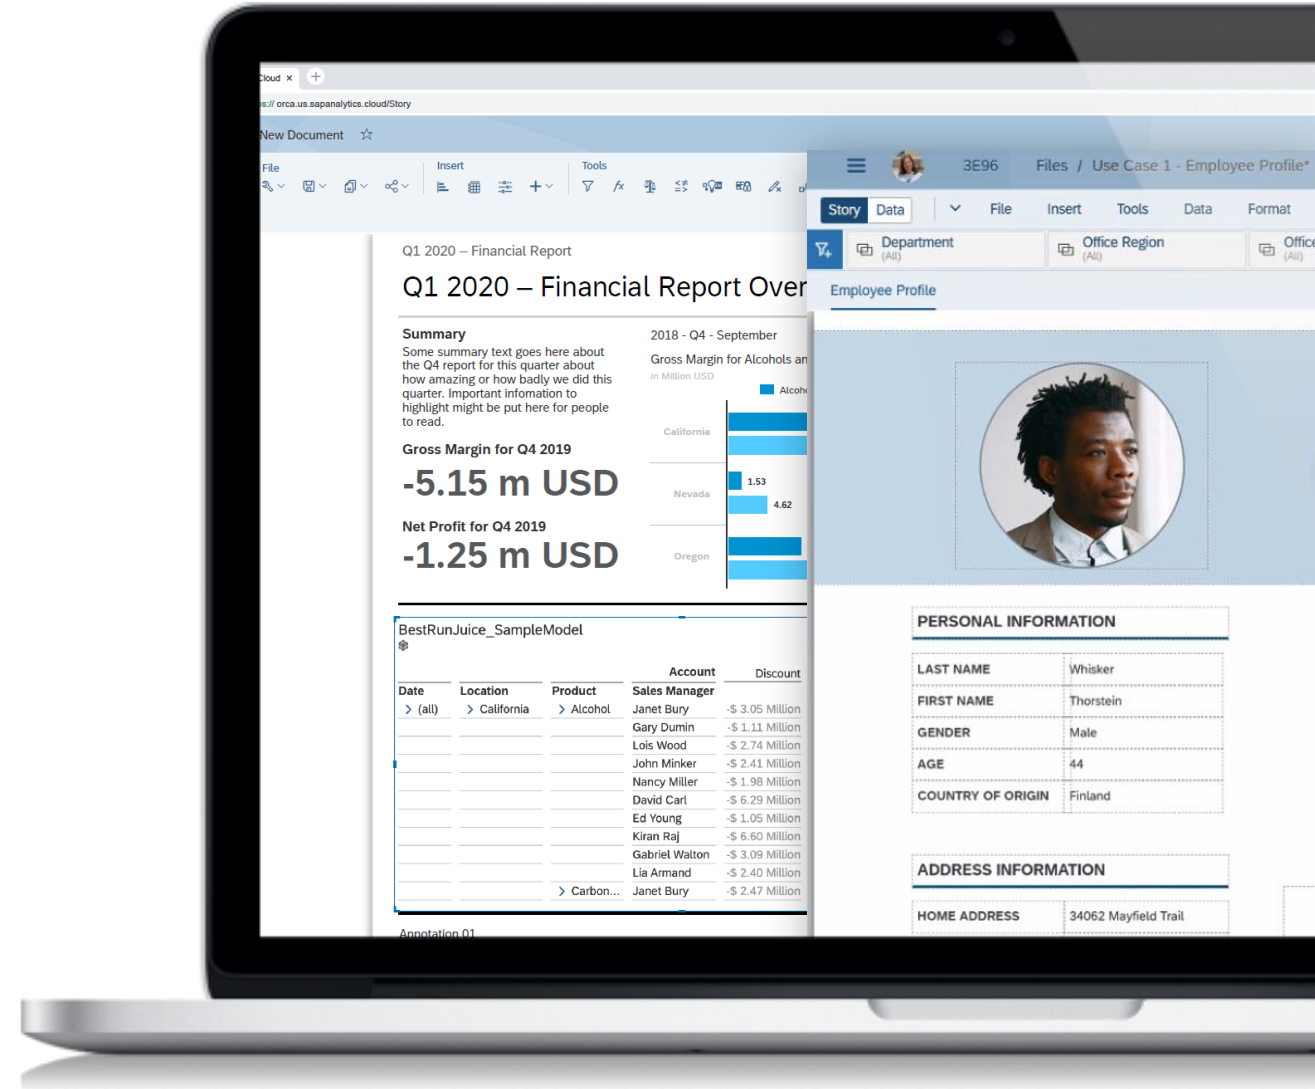 Cloud ×
s:// orca.us.sapanalytics.cloud/Story
New Document
File
Insert
Tools
Q1 2020 – Financial Report
Q1 2020 – Financial Report Over
Summary
Some summary text goes here about
the Q4 report for this quarter about
how amazing or how badly we did this
quarter. Important infomation to
highlight might be put here for people
to read.
Gross Margin for Q4 2019
-5.15 m USD
Net Profit for Q4 2019
-1.25 m USD
2018 - Q4 - September
Gross Margin for Alcohols an
in Million USD
Alcoho
California
Nevada
1.53
4.62
Oregon
BestRunJuice_SampleModel
Account Discount
Date Location Product Sales Manager
(all) California Alcohol Janet Bury -$ 3.05 Million
Gary Dumin -$ 1.11 Million
Lois Wood -$ 2.74 Million
John Minker -$ 2.41 Million
Nancy Miller -$ 1.98 Million
David Carl -$ 6.29 Million
Ed Young -$ 1.05 Million
Kiran Raj -$ 6.60 Million
Gabriel Walton -$ 3.09 Million
Lia Armand -$ 2.40 Million
Carbon... Janet Bury -$ 2.47 Million
Annotation 01
3E96 Files / Use Case 1 - Employee Profile*
Story Data File Insert Tools Data Format
Department
(All)
Office Region
(All)
Office
(All)
Employee Profile
PERSONAL INFORMATION
LAST NAME Whisker
FIRST NAME Thorstein
GENDER Male
AGE 44
COUNTRY OF ORIGIN Finland
ADDRESS INFORMATION
HOME ADDRESS 34062 Mayfield Trail